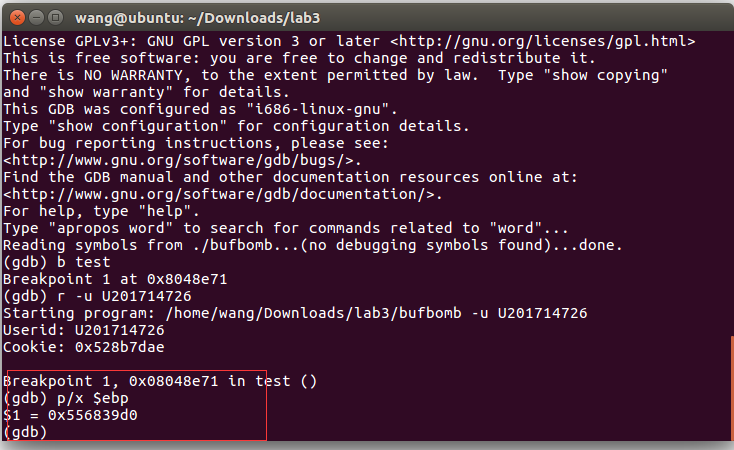 wang@ubuntu: ~/Downloads/lab3
License GPLv3+: GNU GPL version 3 or later <http://gnu.org/licenses/gpl.html>
This is free software: you are free to change and redistribute it.
There is NO WARRANTY, to the extent permitted by law.  Type "show copying"
and "show warranty" for details.
This GDB was configured as "i686-linux-gnu".
Type "show configuration" for configuration details.
For bug reporting instructions, please see:
<http://www.gnu.org/software/gdb/bugs/>.
Find the GDB manual and other documentation resources online at:
<http://www.gnu.org/software/gdb/documentation/>.
For help, type "help".
Type "apropos word" to search for commands related to "word"...
Reading symbols from ./bufbomb...(no debugging symbols found)...done.
(gdb) b test
Breakpoint 1 at 0x8048e71
(gdb) r -u U201714726
Starting program: /home/wang/Downloads/lab3/bufbomb -u U201714726
Userid: U201714726
Cookie: 0x528b7dae
Breakpoint 1, 0x08048e71 in test ()
(gdb) p/x $ebp
$1 = 0x556839d0
(gdb)